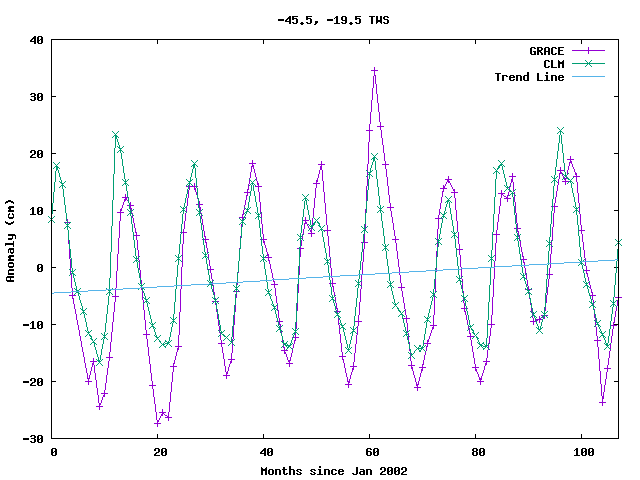 -45.5, -19.5 TWS
GRACE
CLM
Trend Line
Anomaly (cm)
40
30
20
10
0
-10
-20
-30
0 20 40 60 80 100
Months since Jan 2002